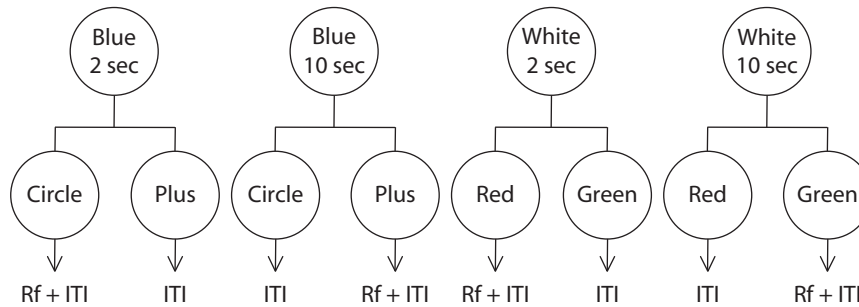 Blue
2 sec
Blue
10 sec
White
2 sec
White
10 sec
Circle
Plus
Circle
Plus
Red
Green
Red
Green
Rf + ITI
ITI
ITI
Rf + ITI
Rf + ITI
ITI
ITI
Rf + ITI